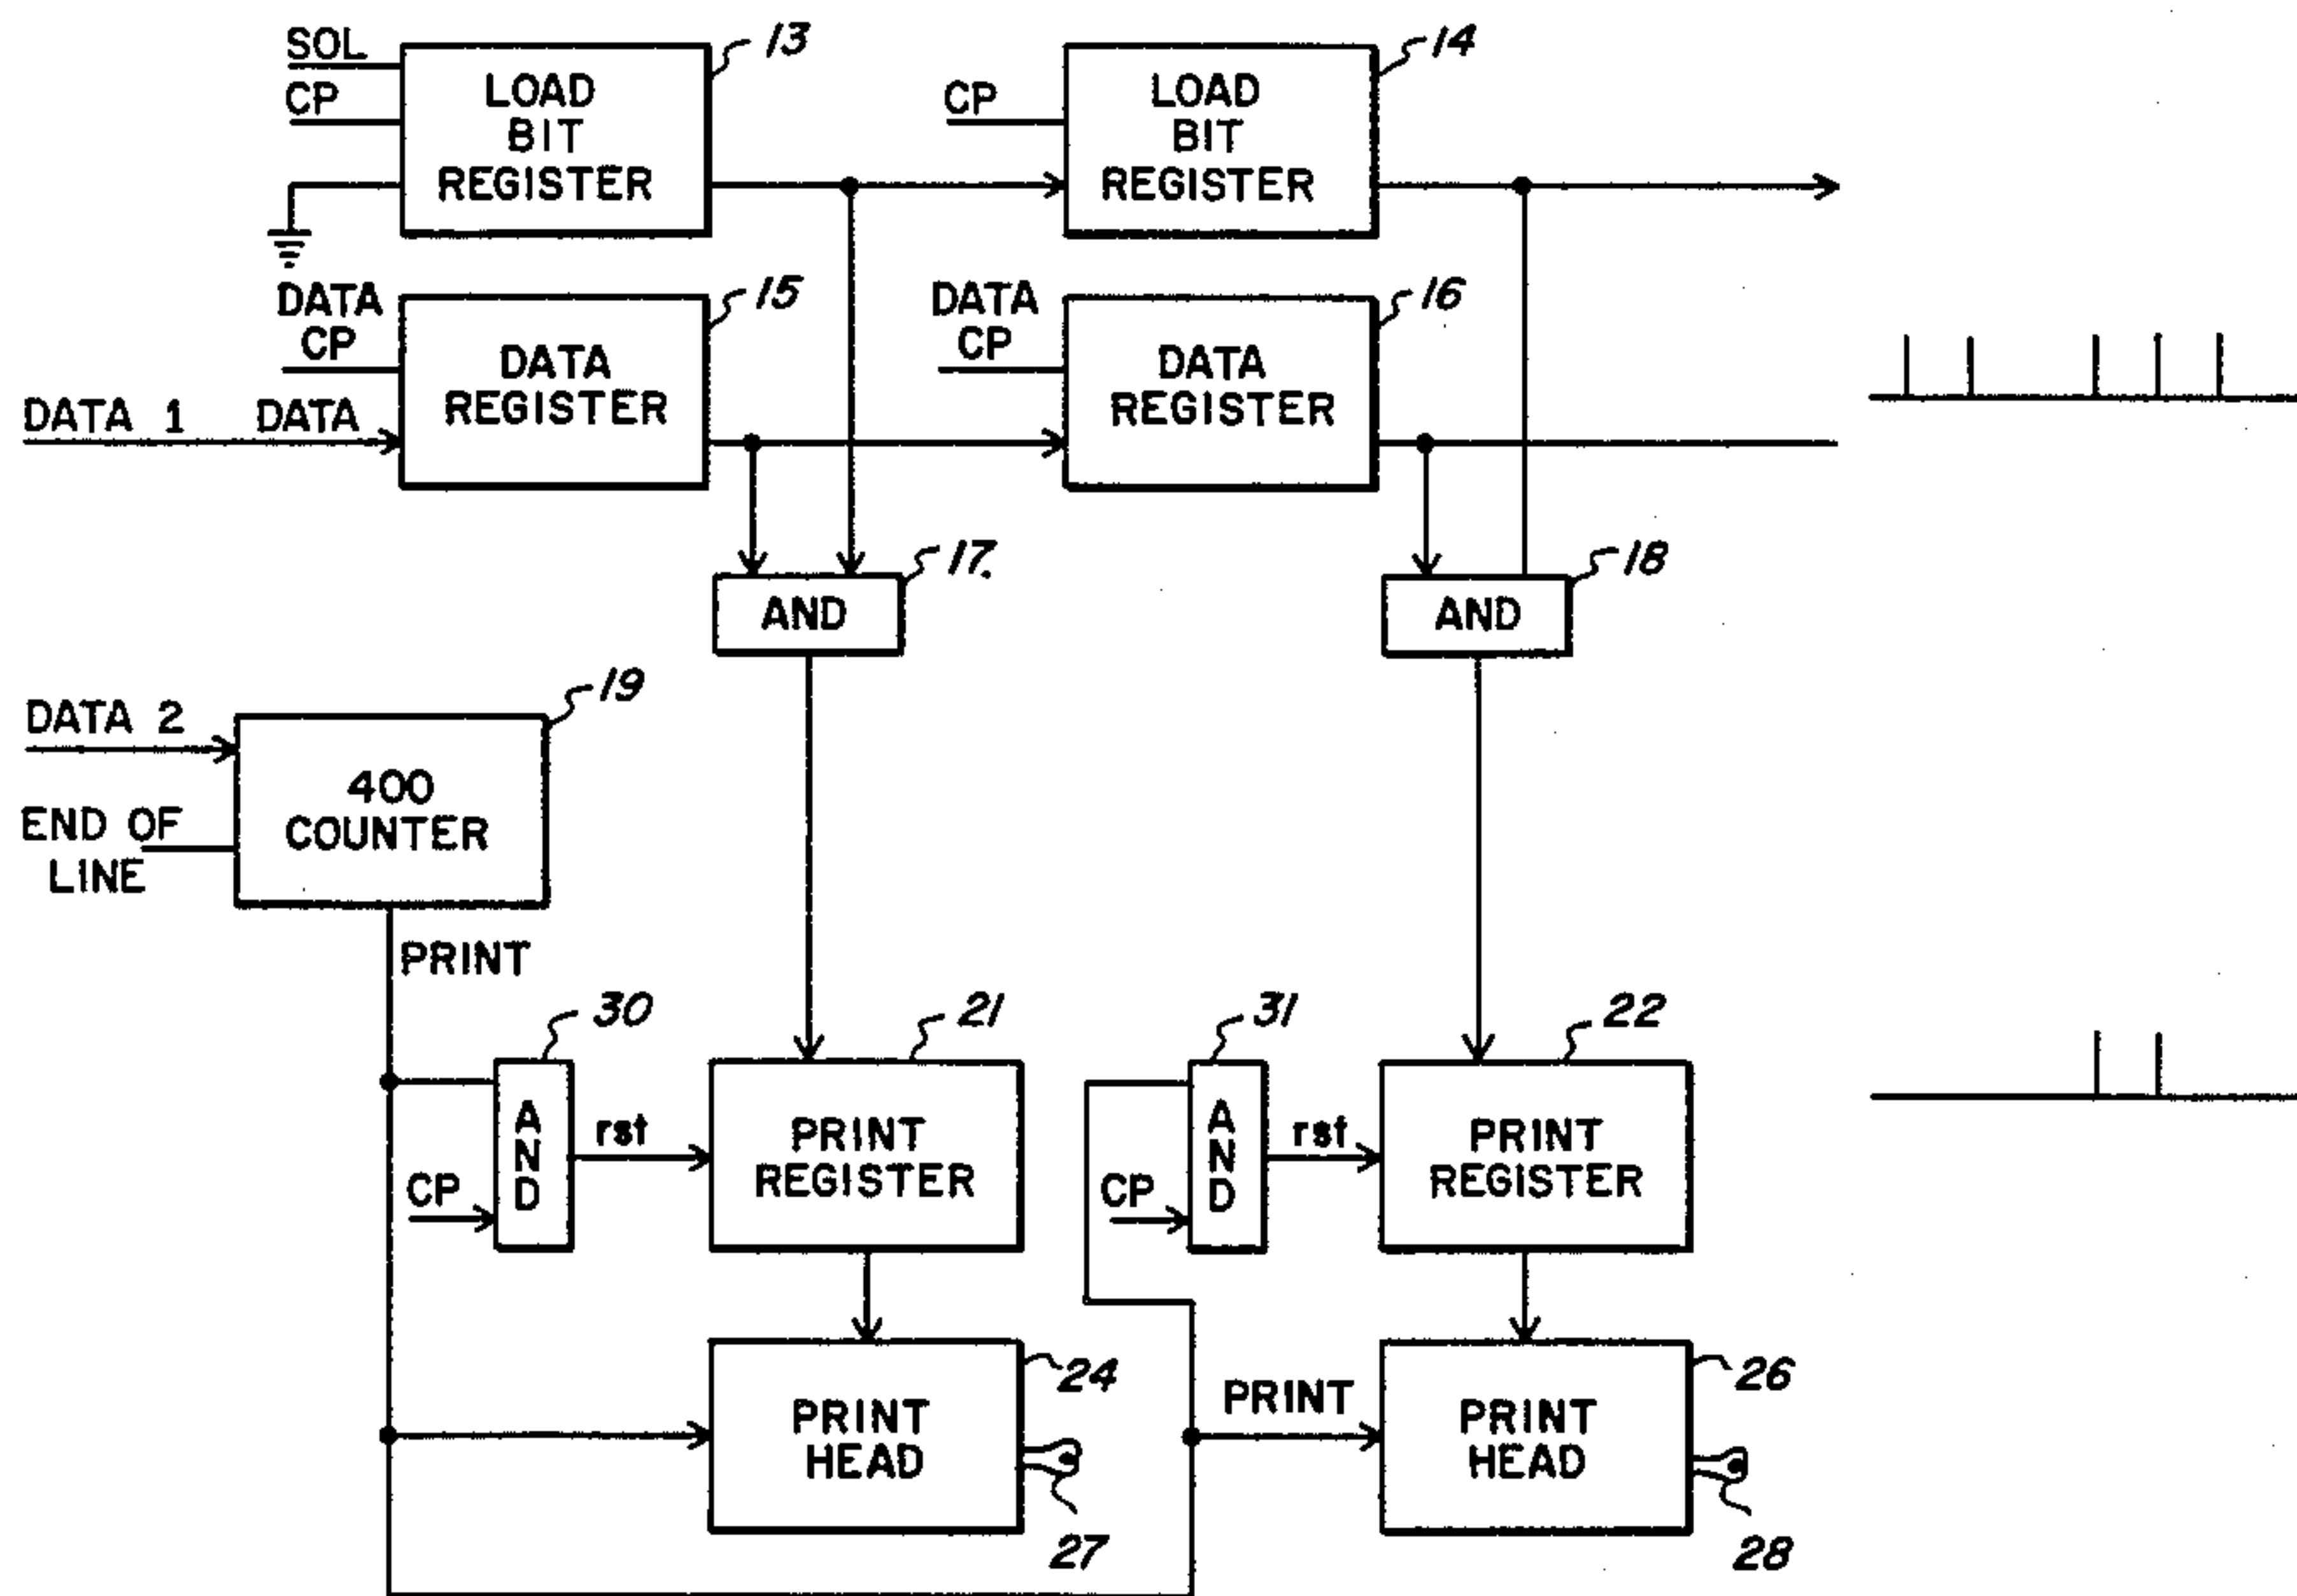 SOL
CP
LOAD
BIT
REGISTER
13
CP
LOAD
BIT
REGISTER
14
DATA
CP
DATA 1 DATA
DATA
REGISTER
15
DATA
CP
DATA
REGISTER
16
AND
17.
AND
18
DATA 2
END OF
LINE
400
COUNTER
19
PRINT
30
AND
CP
rst
21
PRINT
REGISTER
31
AND
CP
rst
22
PRINT
REGISTER
PRINT
HEAD
24
27
PRINT
PRINT
HEAD
26
28